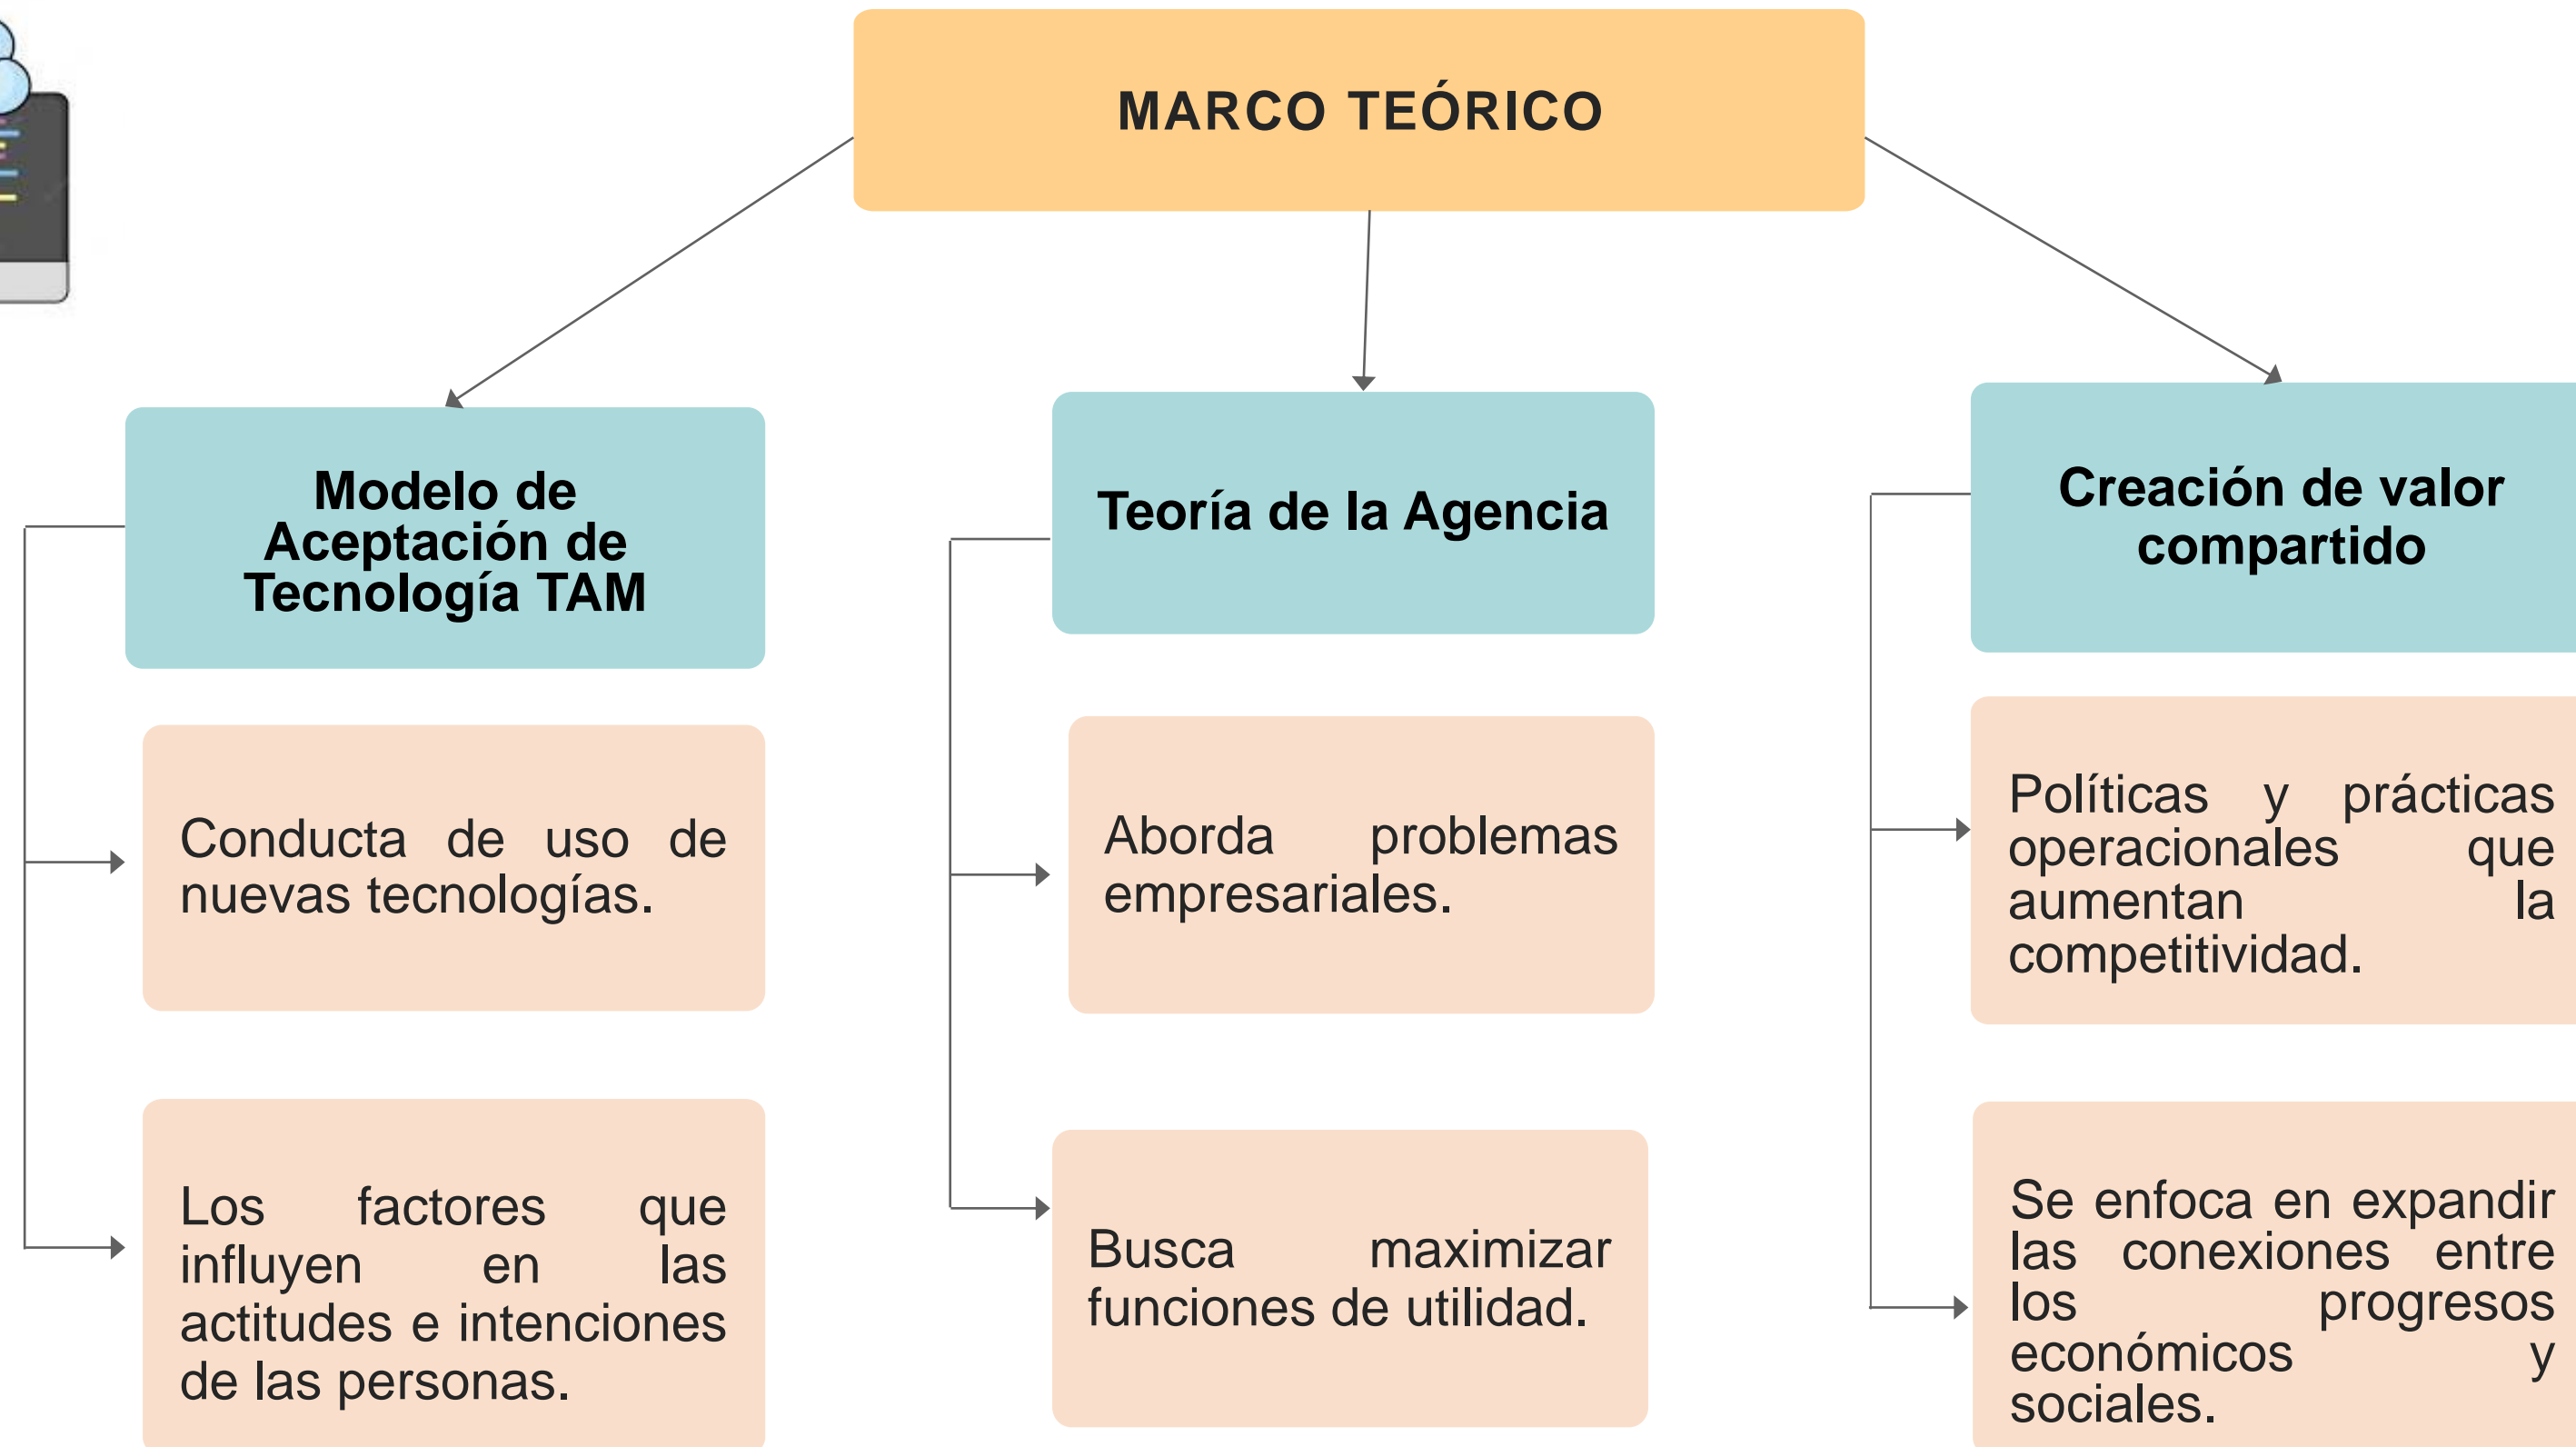 MARCO TEÓRICO
Modelo de
Aceptación de
Tecnología TAM
Conducta de uso de
nuevas tecnologías.
Los factores que
influyen en las
actitudes e intenciones
de las personas.
Teoría de la Agencia
Aborda problemas
empresariales.
Busca maximizar
funciones de utilidad.
Creación de valor
compartido
Políticas y prácticas
operacionales que
aumentan la
competitividad.
Se enfoca en expandir
las conexiones entre
los progresos
económicos y
sociales.